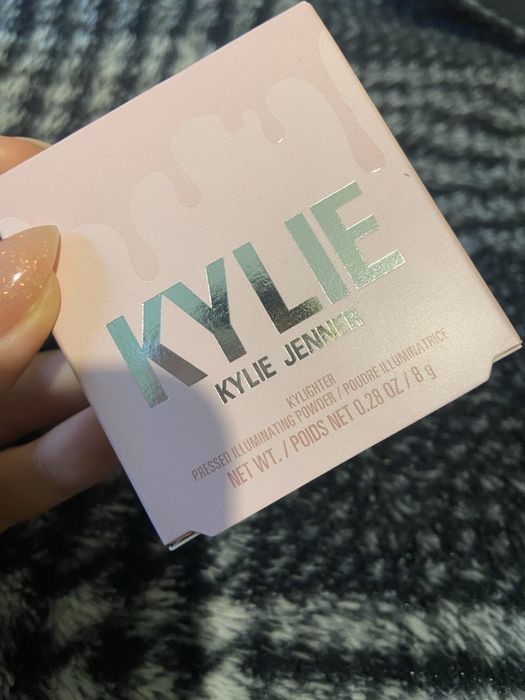 KYLIE
KYLIE JENNER
KYLIGHTER
PRESSED ILLUMINATING POWDER / POUDRE ILLUMINATRICE
NET WT. / POIDS NET 0.28 OZ / 8 g